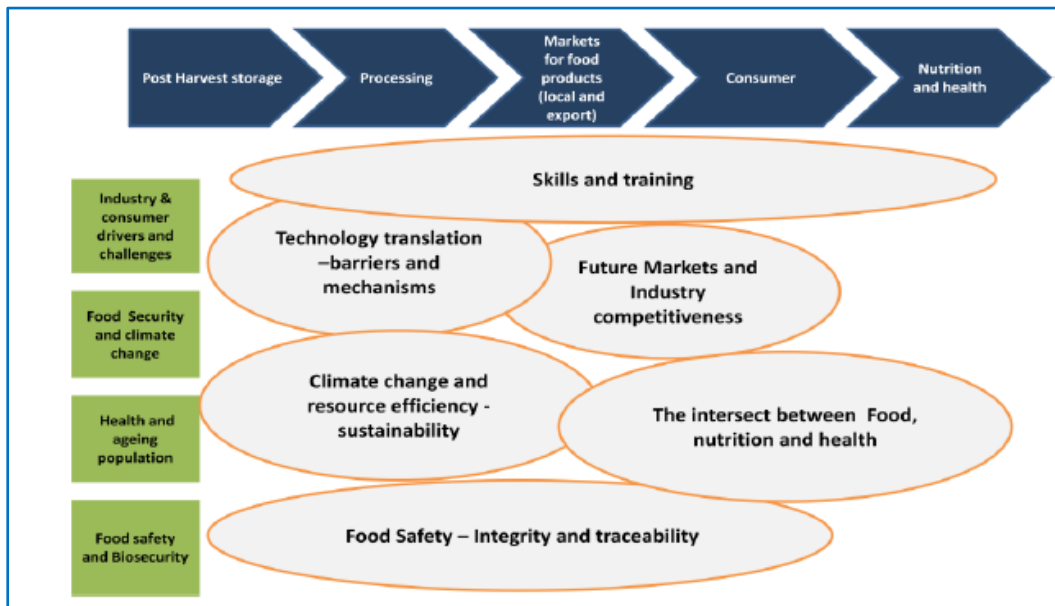 Post Harvest storage
Processing
Markets
for food
products
(local and
export)
Consumer
Nutrition
and health
Skills and training
Industry &
consumer
drivers and
challenges
Technology translation
–barriers and
mechanisms
Future Markets and
Industry
competitiveness
Food Security
and climate
change
Climate change and
resource efficiency -
sustainability
Health and
ageing
population
The intersect between Food,
nutrition and health
Food safety
and Biosecurity
Food Safety – Integrity and traceability